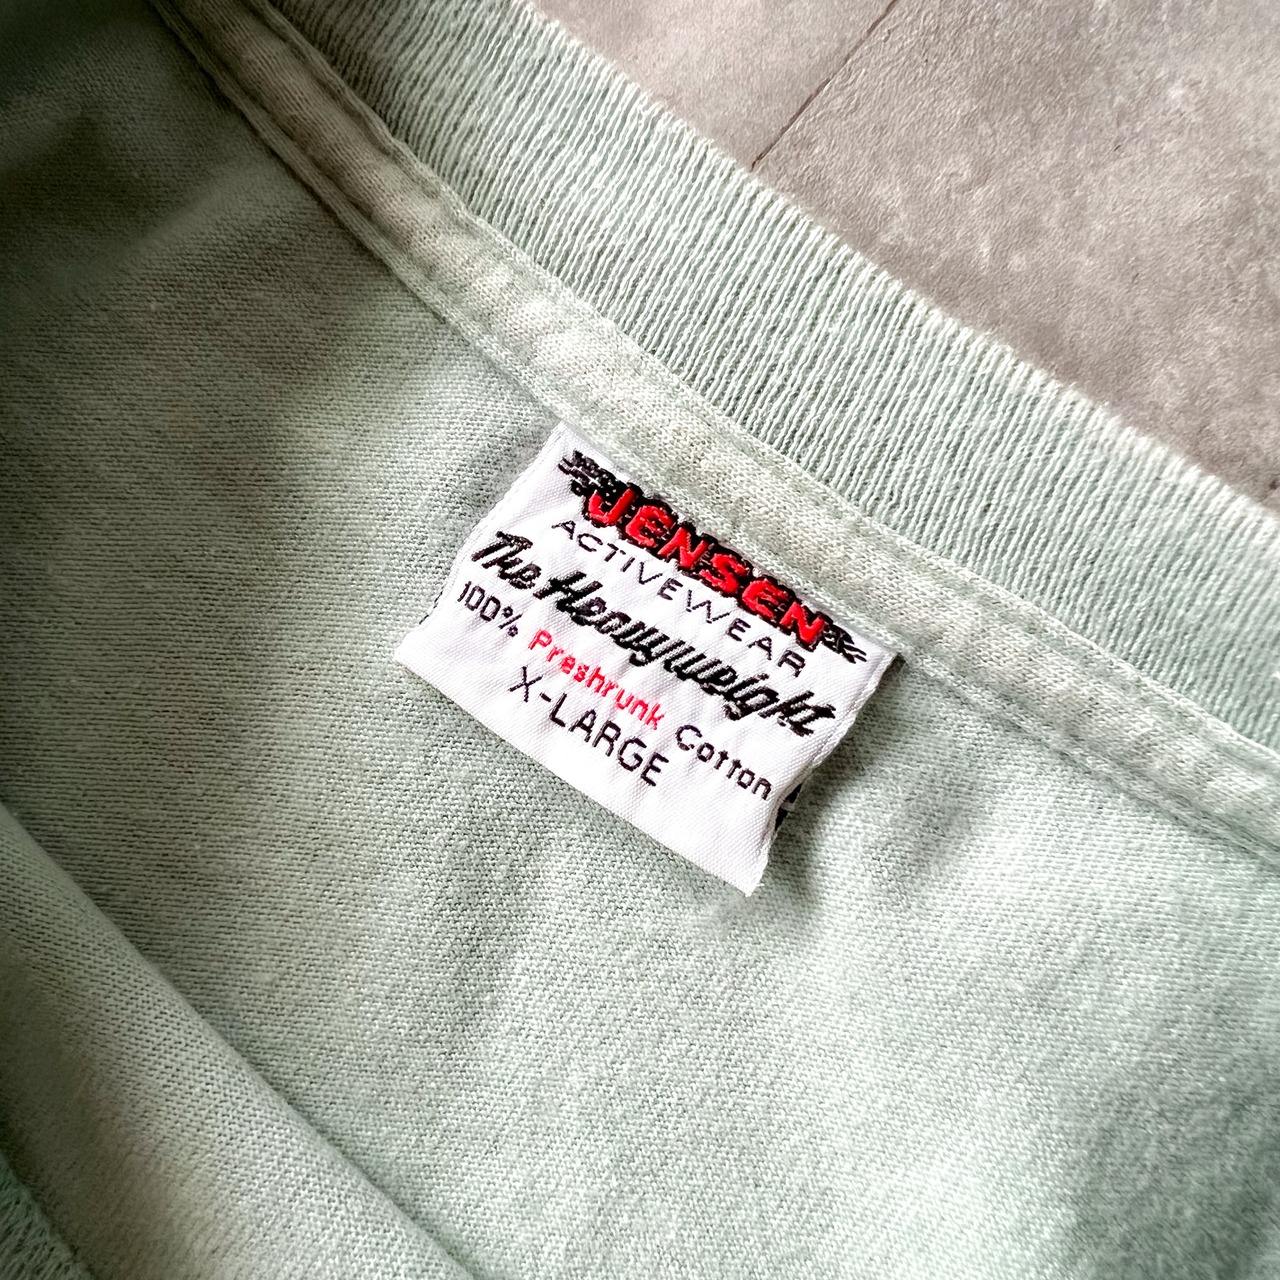 JENSEN
ACTIVEWEAR
The Heavyweight
100% Preshrunk Cotton
X-LARGE